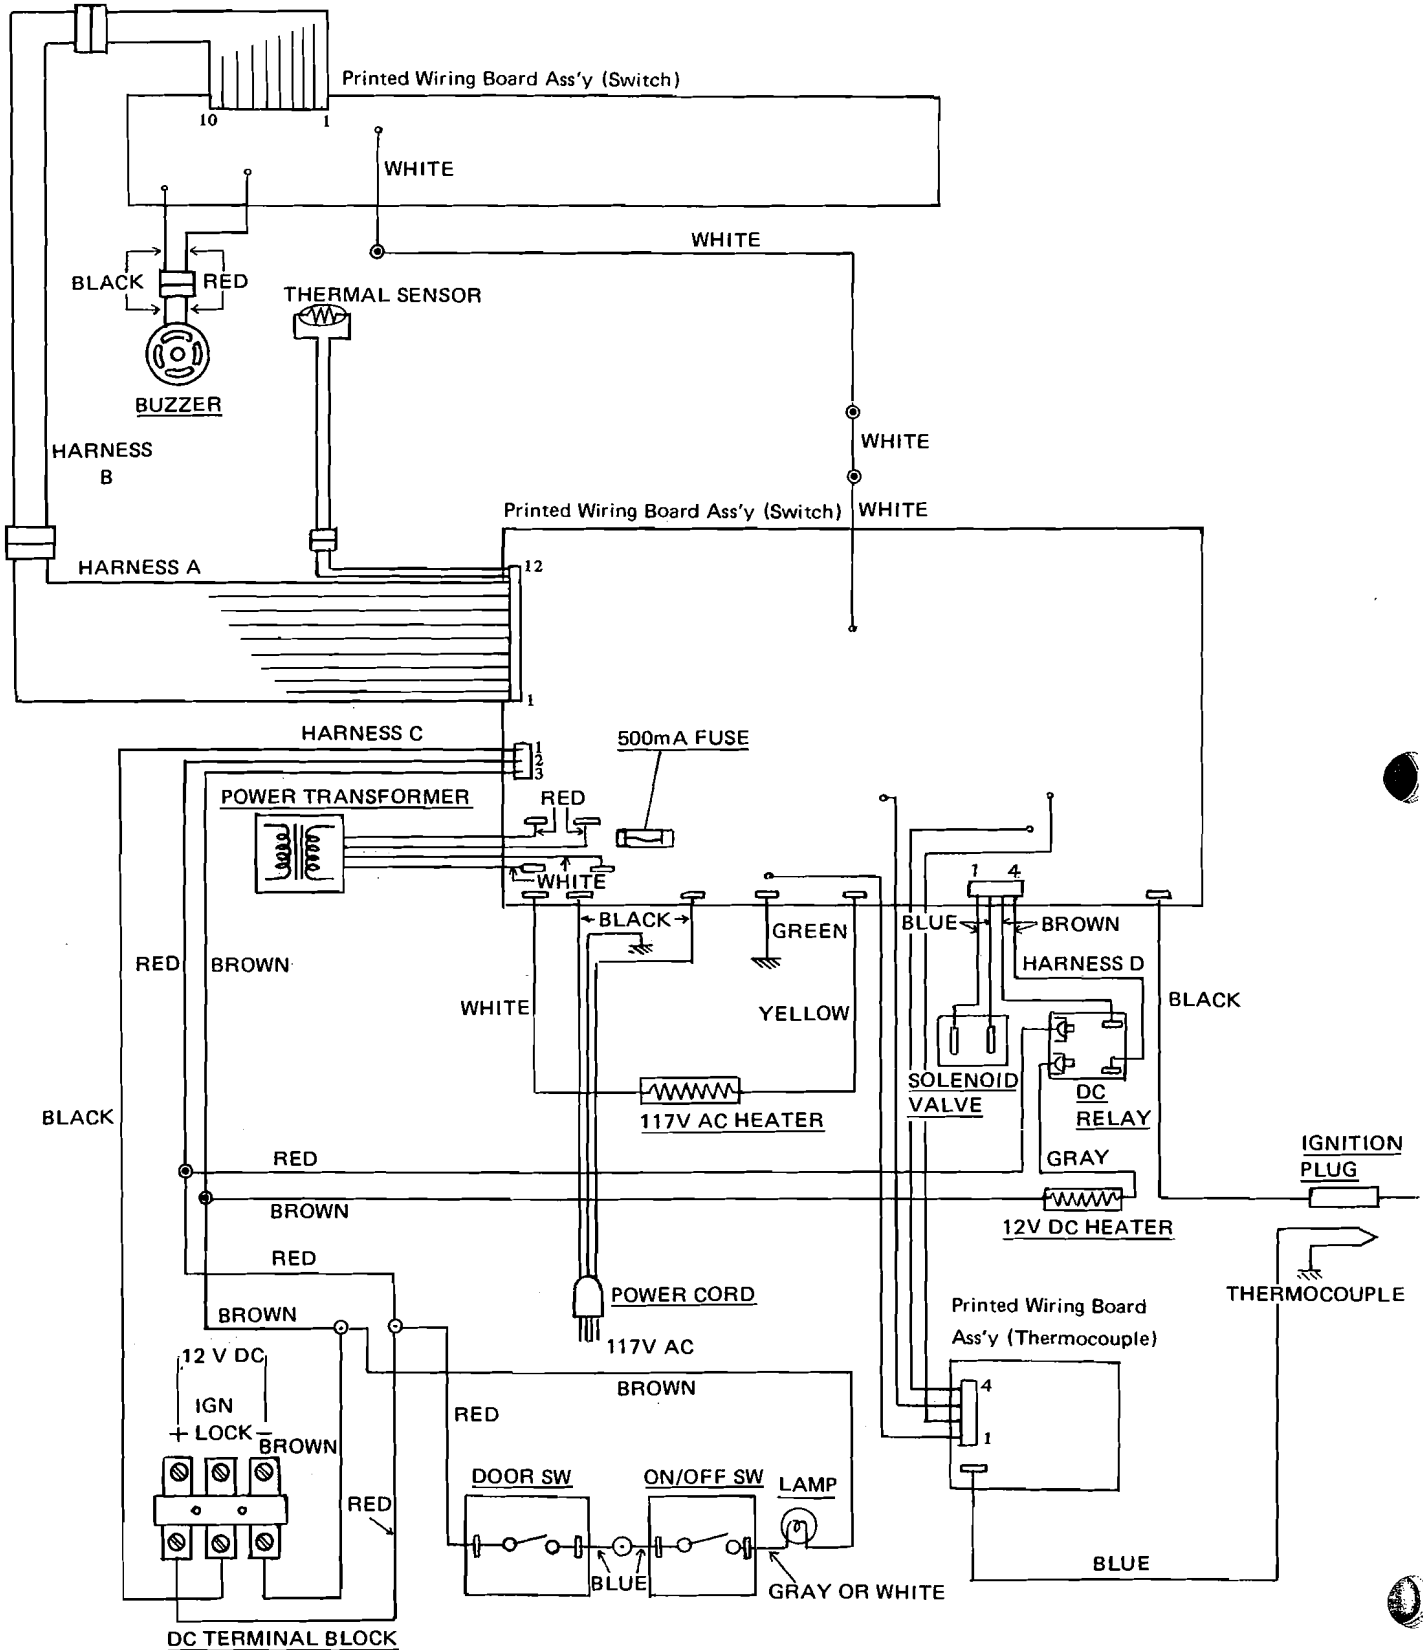 Printed Wiring Board Ass'y (Switch)
10
1
WHITE
WHITE
BLACK
RED
THERMAL SENSOR
BUZZER
WHITE
HARNESS
B
Printed Wiring Board Ass'y (Switch)
WHITE
HARNESS A
12
1
HARNESS C
1
2
3
500mA FUSE
POWER TRANSFORMER
RED
WHITE
1 4
BLACK
GREEN
BLUE
BROWN
RED
BROWN
HARNESS D
WHITE
YELLOW
BLACK
SOLENOID
VALVE
DC
RELAY
117V AC HEATER
BLACK
RED
GRAY
IGNITION
PLUG
BROWN
12V DC HEATER
RED
THERMOCOUPLE
POWER CORD
BROWN
117V AC
Printed Wiring Board
Ass'y (Thermocouple)
12 V DC
BROWN
4
1
IGN
+ LOCK −
RED
BROWN
DOOR SW
ON/OFF SW
LAMP
RED
BLUE
GRAY OR WHITE
BLUE
DC TERMINAL BLOCK